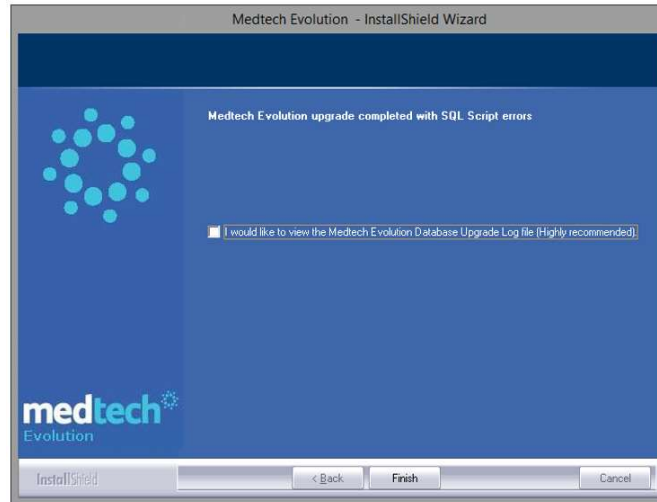 Medtech Evolution - InstallShield Wizard
Medtech Evolution upgrade completed with SQL Script errors
I would like to view the Medtech Evolution Database Upgrade Log file (Highly recommended).
medtech
Evolution
InstallShield
< Back
Finish
Cancel